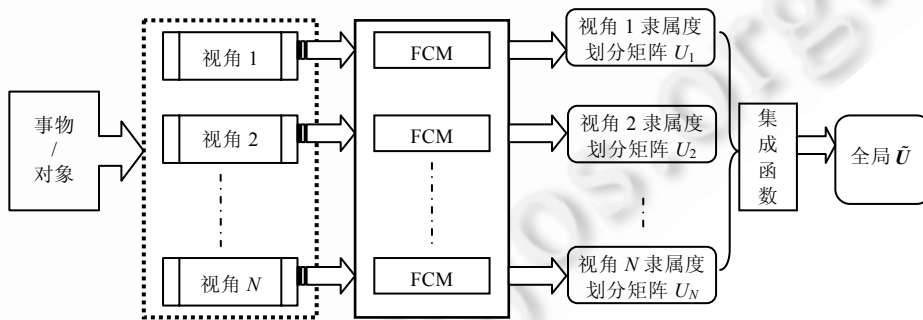 事物
/
对象
视角 1
视角 2
视角 N
FCM
FCM
FCM
视角 1 隶属度
划分矩阵 U₁
视角 2 隶属度
划分矩阵 U₂
视角 N 隶属度
划分矩阵 U_N
集
成
函
数
全局 Ũ